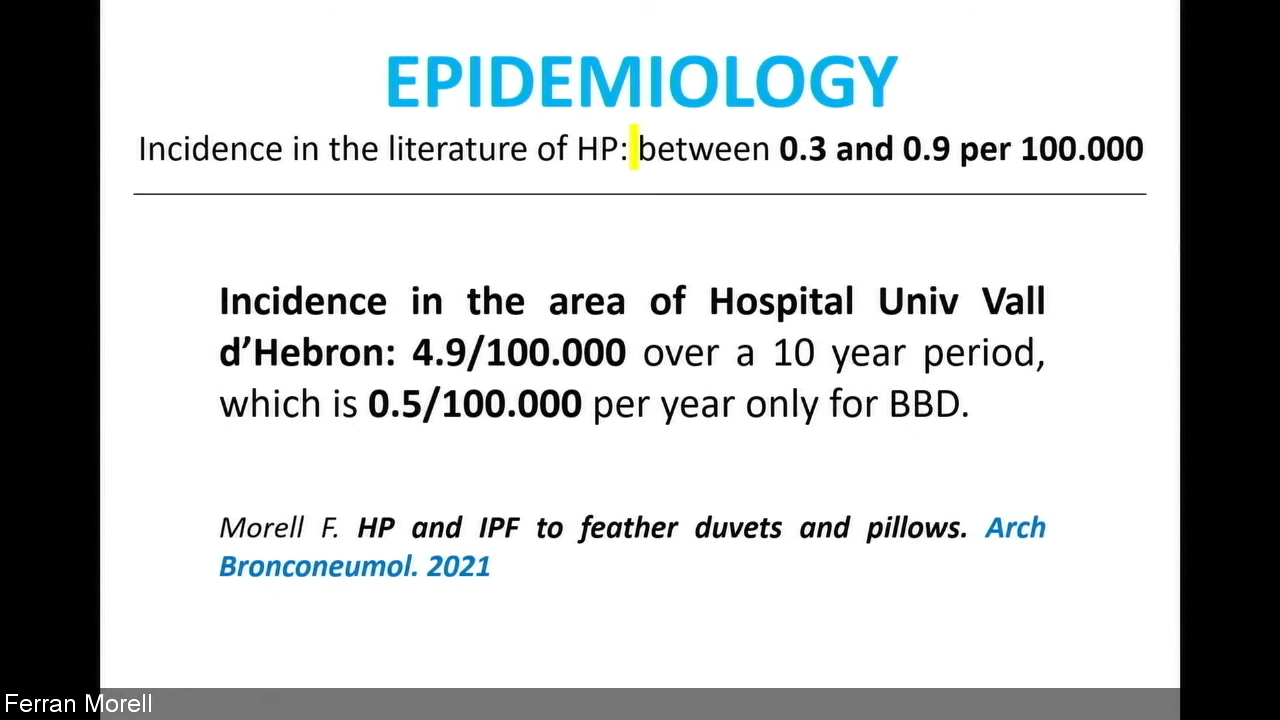 EPIDEMIOLOGY
Incidence in the literature of HP: between 0.3 and 0.9 per 100.000
Incidence in the area of Hospital Univ Vall
d’Hebron: 4.9/100.000 over a 10 year period,
which is 0.5/100.000 per year only for BBD.
Morell F. HP and IPF to feather duvets and pillows. Arch
Bronconeumol. 2021
Ferran Morell